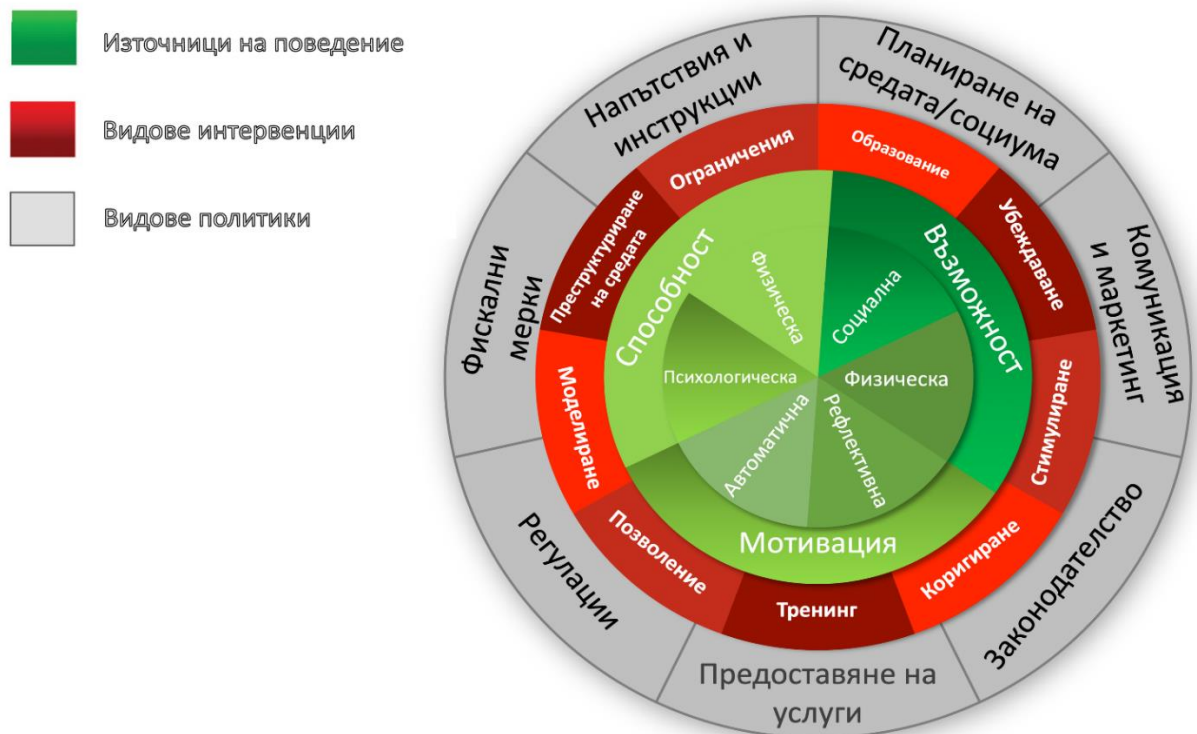 Източници на поведение
Видове интервенции
Видове политики
Напътствия и
инструкции
Планиране на
средата/социума
Комуникация
и маркетинг
Законодателство
Предоставяне на
услуги
Регулации
Фискални
мерки
Ограничения
Образование
Убеждаване
Стимулиране
Коригиране
Тренинг
Позволение
Моделиране
Преструктуриране
на средата
Способност
Възможност
Мотивация
Физическа
Социална
Физическа
Рефлективна
Автоматична
Психологическа